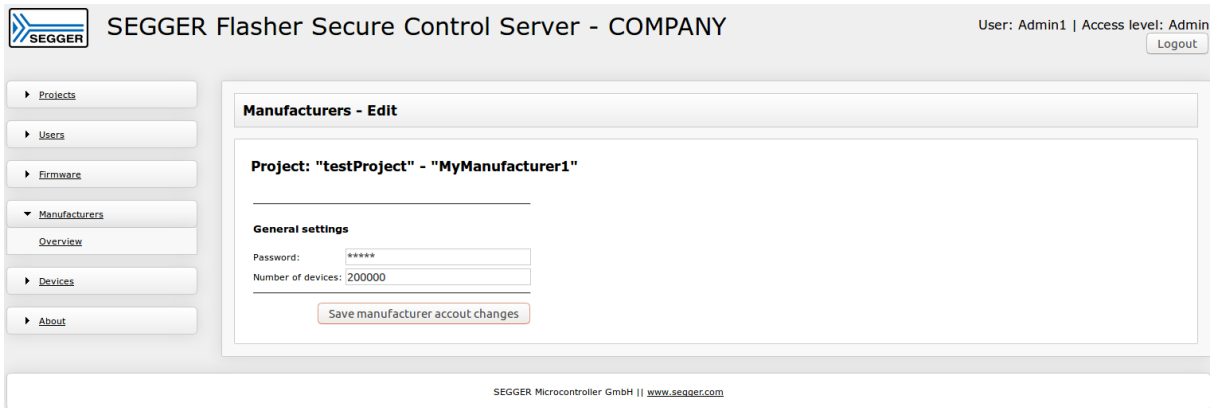 SEGGER
SEGGER Flasher Secure Control Server - COMPANY
User: Admin1 | Access level: Admin
Logout
Projects
Users
Firmware
Manufacturers
Overview
Devices
About
Manufacturers - Edit
Project: "testProject" - "MyManufacturer1"
General settings
Password: *****
Number of devices: 200000
Save manufacturer accout changes
SEGGER Microcontroller GmbH || www.segger.com